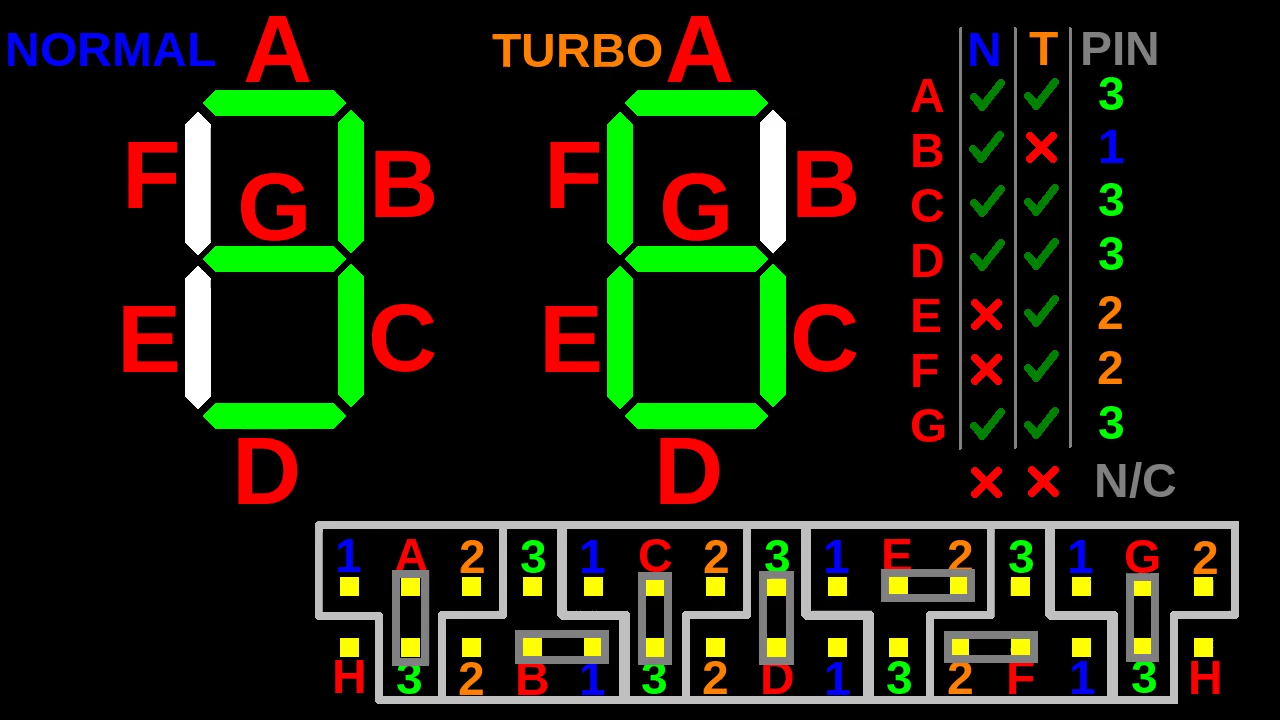 NORMAL A
F G B
E C
D
TURBO A
F G B
E C
D
N T PIN
A 3
B 1
C 3
D 3
E 2
F 2
G 3
N/C
1 A 2 3 1 C 2 3 1 E 2 3 1 G 2
H 3 2 B 1 3 2 D 1 3 2 F 1 3 H